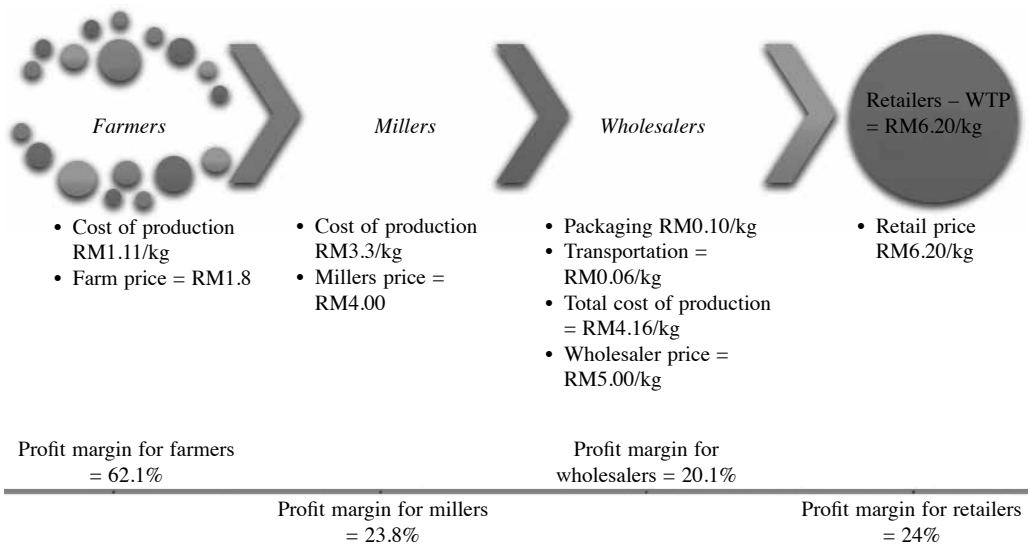 Farmers
Millers
Wholesalers
Retailers – WTP
= RM6.20/kg
• Cost of production
RM1.11/kg
• Farm price = RM1.8
• Cost of production
RM3.3/kg
• Millers price =
RM4.00
• Packaging RM0.10/kg
• Transportation =
RM0.06/kg
• Total cost of production
= RM4.16/kg
• Wholesaler price =
RM5.00/kg
• Retail price
RM6.20/kg
Profit margin for farmers
= 62.1%
Profit margin for
wholesalers = 20.1%
Profit margin for millers
= 23.8%
Profit margin for retailers
= 24%